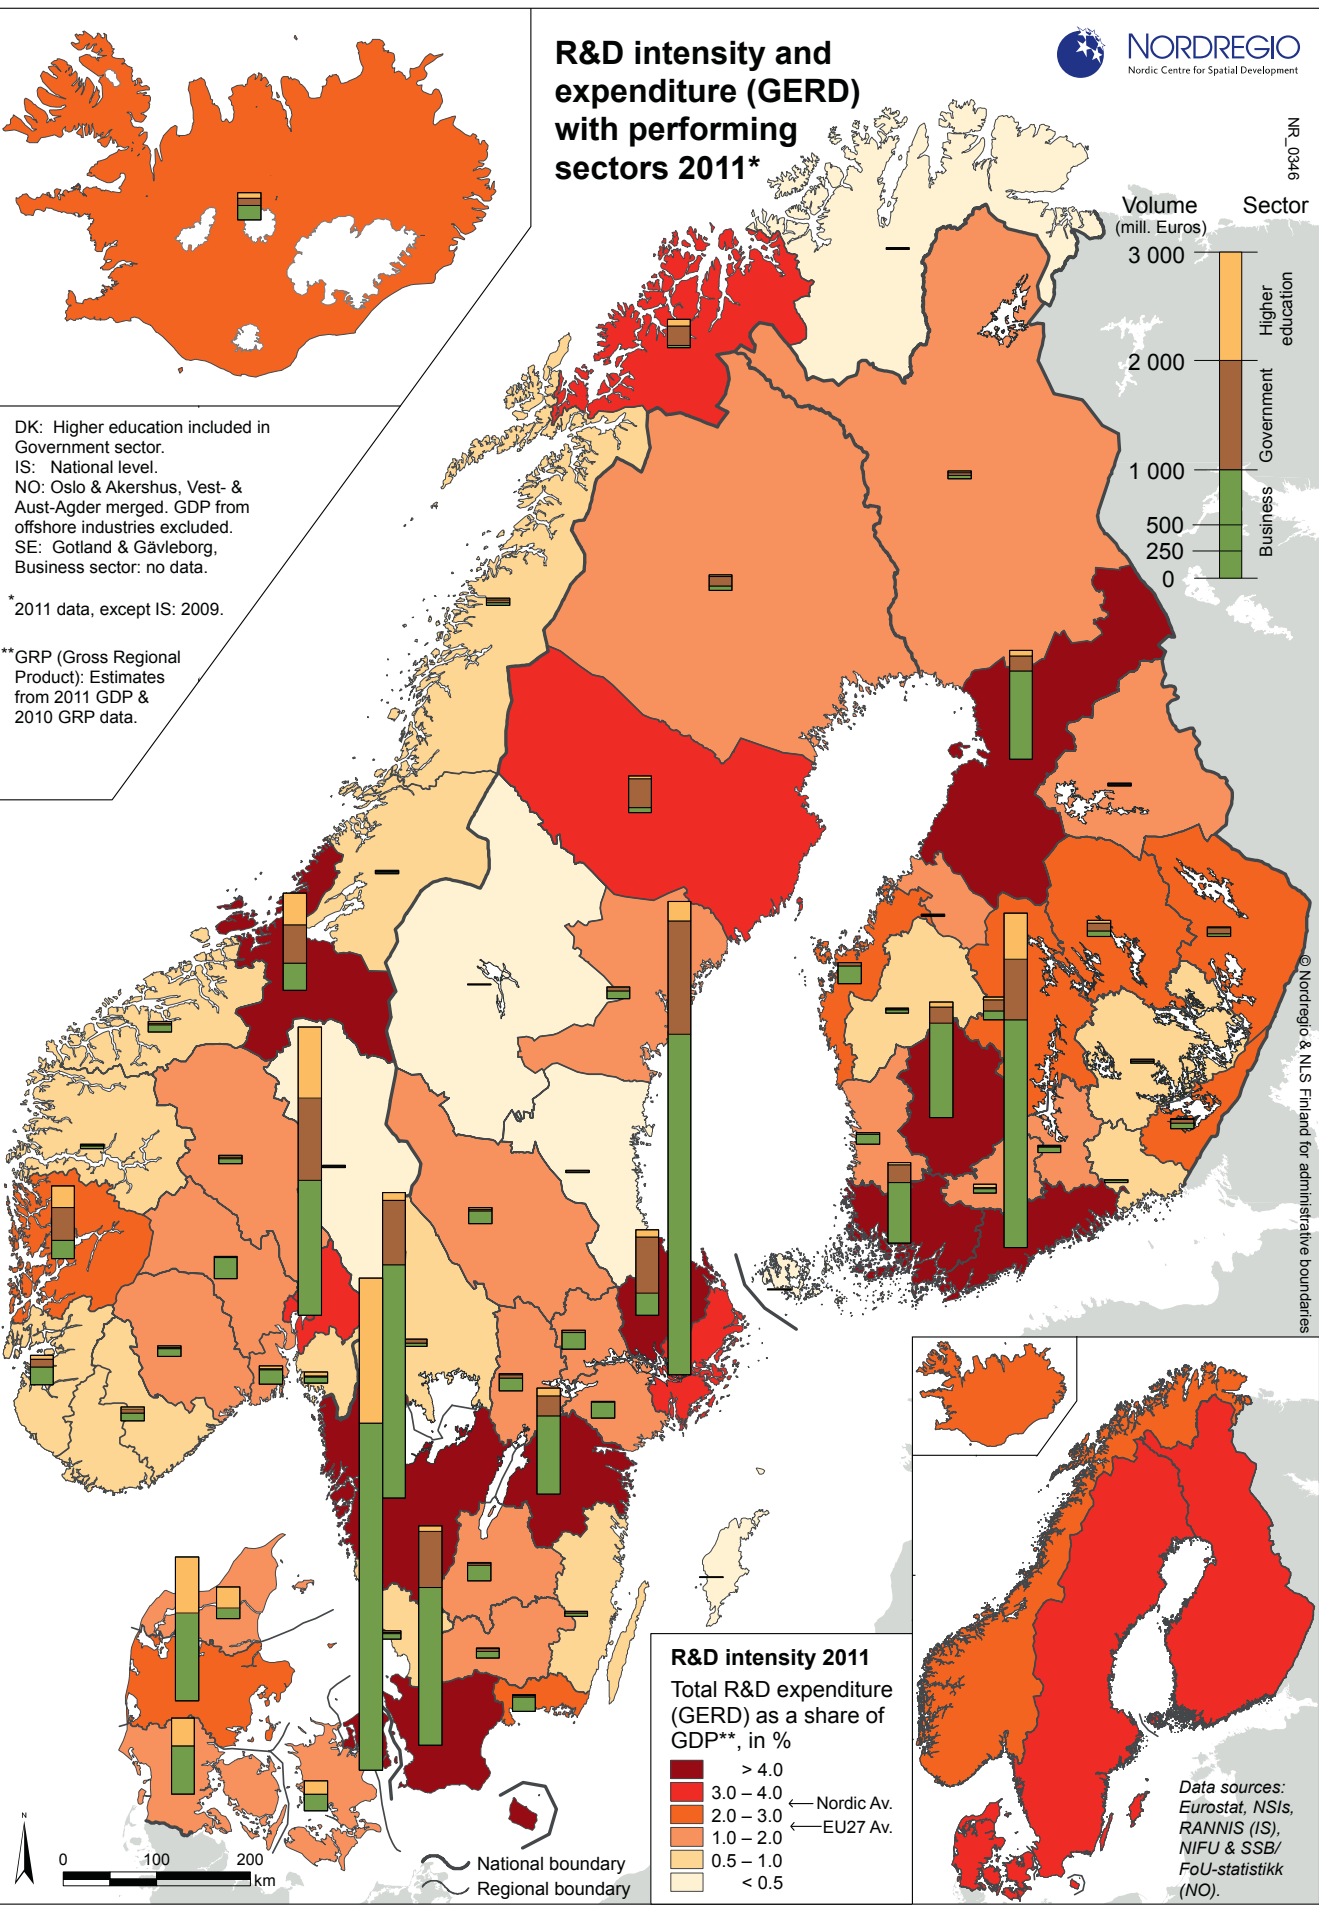 R&D intensity and
expenditure (GERD)
with performing
sectors 2011*
NORDREGIO
Nordic Centre for Spatial Development
NR_0346
Volume
(mill. Euros)
Sector
3 000
2 000
1 000
500
250
0
Higher
education
Government
Business
DK: Higher education included in
Government sector.
IS: National level.
NO: Oslo & Akershus, Vest- &
Aust-Agder merged. GDP from
offshore industries excluded.
SE: Gotland & Gävleborg,
Business sector: no data.
*2011 data, except IS: 2009.
**GRP (Gross Regional
Product): Estimates
from 2011 GDP &
2010 GRP data.
© Nordregio & NLS Finland for administrative boundaries
R&D intensity 2011
Total R&D expenditure
(GERD) as a share of
GDP**, in %
> 4.0
3.0 – 4.0
Nordic Av.
2.0 – 3.0
EU27 Av.
1.0 – 2.0
0.5 – 1.0
< 0.5
National boundary
Regional boundary
N
0 100 200
km
Data sources:
Eurostat, NSIs,
RANNIS (IS),
NIFU & SSB/
FoU-statistikk
(NO).